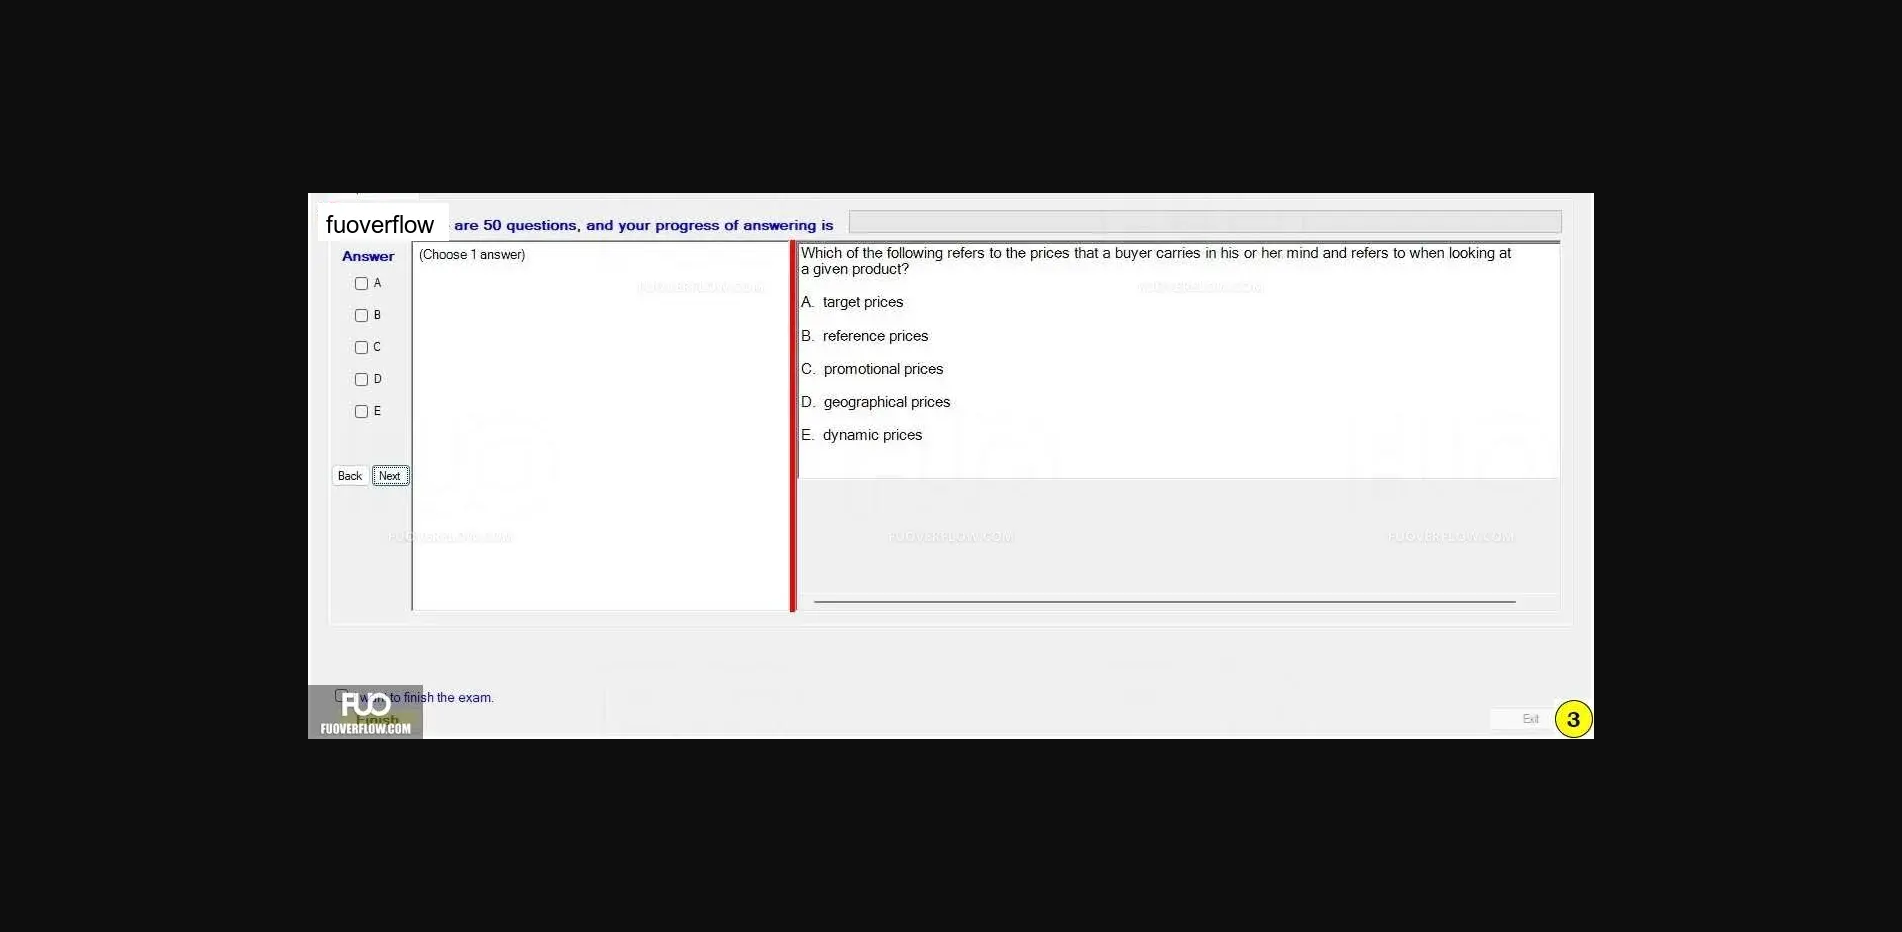 fuoverflow are 50 questions, and your progress of answering is
Answer
(Choose 1 answer)
A
B
C
D
E
Back Next
Which of the following refers to the prices that a buyer carries in his or her mind and refers to when looking at
a given product?
A. target prices
B. reference prices
C. promotional prices
D. geographical prices
E. dynamic prices
FUOVERFLOW.COM FUOVERFLOW.COM
FUOVERFLOW.COM FUOVERFLOW.COM FUOVERFLOW.COM
want to finish the exam.
Finish
FUO
FUOVERFLOW.COM
Exit
3